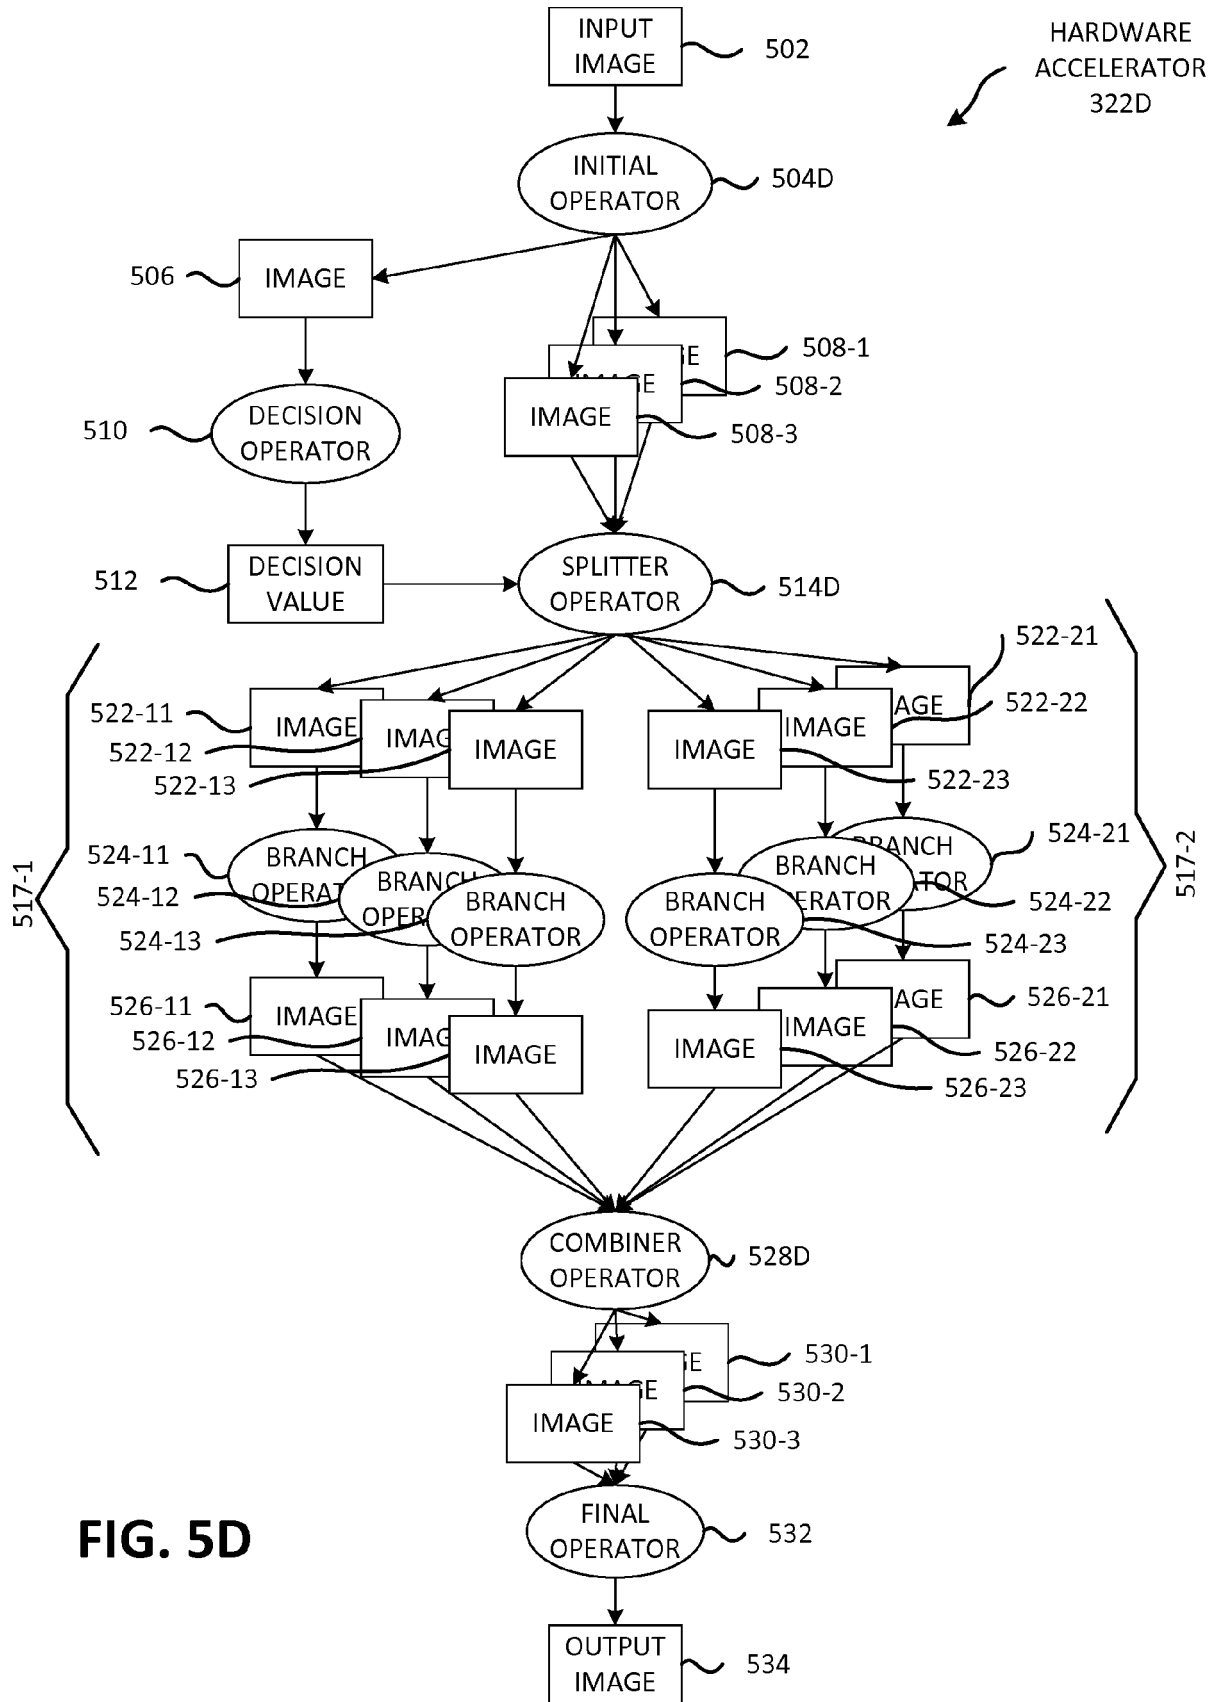 INPUT
IMAGE
502
HARDWARE
ACCELERATOR
322D
INITIAL
OPERATOR
504D
506
IMAGE
508-1
508-2
IMAGE
508-3
DECISION
OPERATOR
510
DECISION
VALUE
512
SPLITTER
OPERATOR
514D
517-1
517-2
522-11
IMAGE
522-12
522-13
IMAGE
IMAGE
522-23
IMAGE
522-22
522-21
524-11
BRANCH
524-12
BRANCH
524-13
BRANCH
OPERATOR
BRANCH
OPERATOR
524-23
BRANCH
524-22
BRANCH
524-21
526-11
IMAGE
526-12
526-13
IMAGE
IMAGE
526-23
IMAGE
526-22
526-21
COMBINER
OPERATOR
528D
530-1
530-2
IMAGE
530-3
FINAL
OPERATOR
532
OUTPUT
IMAGE
534
FIG. 5D